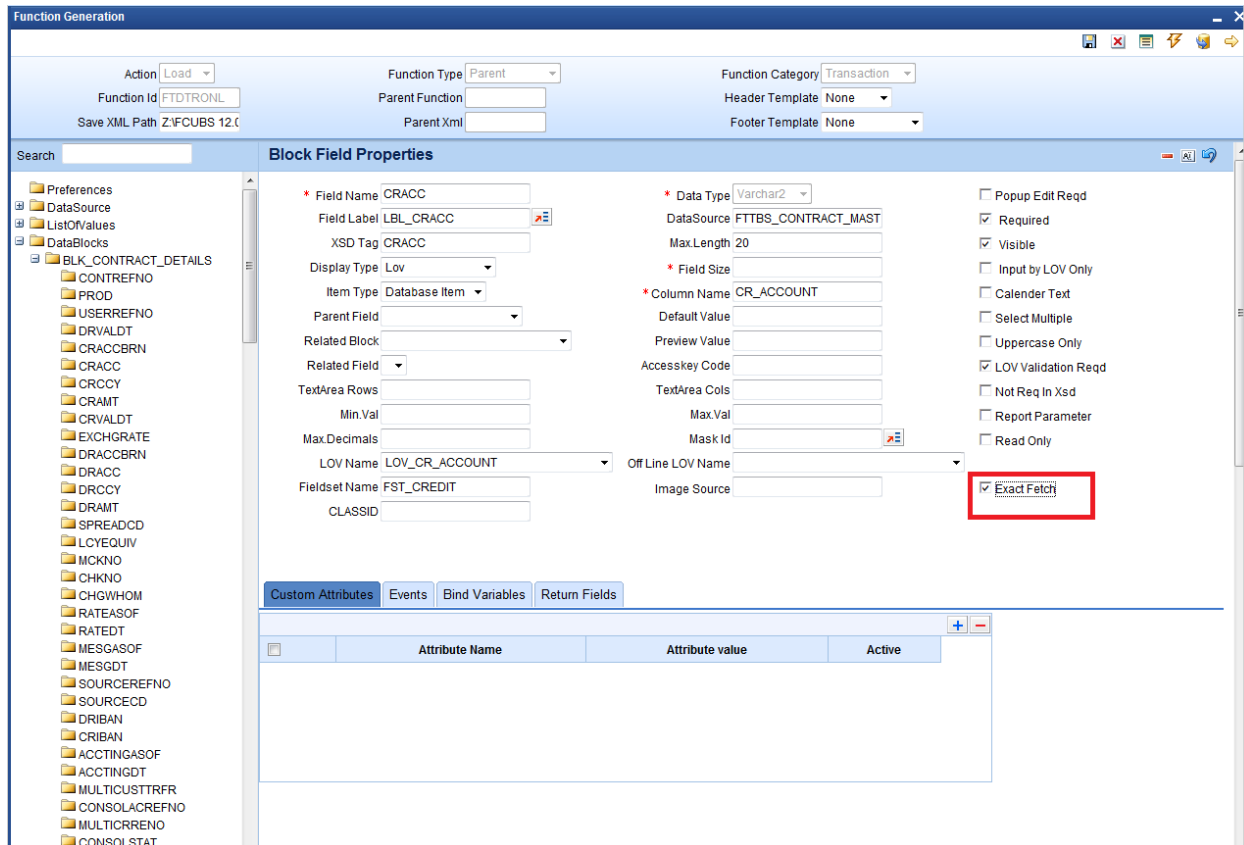 Function Generation
Action Load Function Type Parent Function Category Transaction
Function Id FTDTRONL Parent Function Header Template None
Save XML Path Z:\FCUBS 12.0 Parent Xml Footer Template None
Search Block Field Properties
Preferences
DataSource
ListOfValues
DataBlocks
BLK_CONTRACT_DETAILS
CONTREFNO
PROD
USERREFNO
DRVALDT
CRACCBRN
CRACC
CRCCY
CRAMT
CRVALDT
EXCHGRATE
DRACCBRN
DRACC
DRCCY
DRAMT
SPREADCD
LCYEQUIV
MCKNO
CHKNO
CHGWHOM
RATEASOF
RATEDT
MESGASOF
MESGDT
SOURCEREFNO
SOURCECD
DRIBAN
CRIBAN
ACCTINGASOF
ACCTINGDT
MULTICUSTTRFR
CONSOLACREFNO
MULTICRRENO
CONSOLSTAT
* Field Name CRACC * Data Type Varchar2 Popup Edit Reqd
Field Label LBL_CRACC DataSource FTTBS_CONTRACT_MAST Required
XSD Tag CRACC Max.Length 20 Visible
Display Type Lov * Field Size Input by LOV Only
Item Type Database Item * Column Name CR_ACCOUNT Calender Text
Parent Field Default Value Select Multiple
Related Block Preview Value Uppercase Only
Related Field Accesskey Code LOV Validation Reqd
TextArea Rows TextArea Cols Not Req In Xsd
Min.Val Max.Val Report Parameter
Max.Decimals Mask Id Read Only
LOV Name LOV_CR_ACCOUNT Off Line LOV Name
Fieldset Name FST_CREDIT Image Source Exact Fetch
CLASSID
Custom Attributes Events Bind Variables Return Fields
Attribute Name Attribute value Active